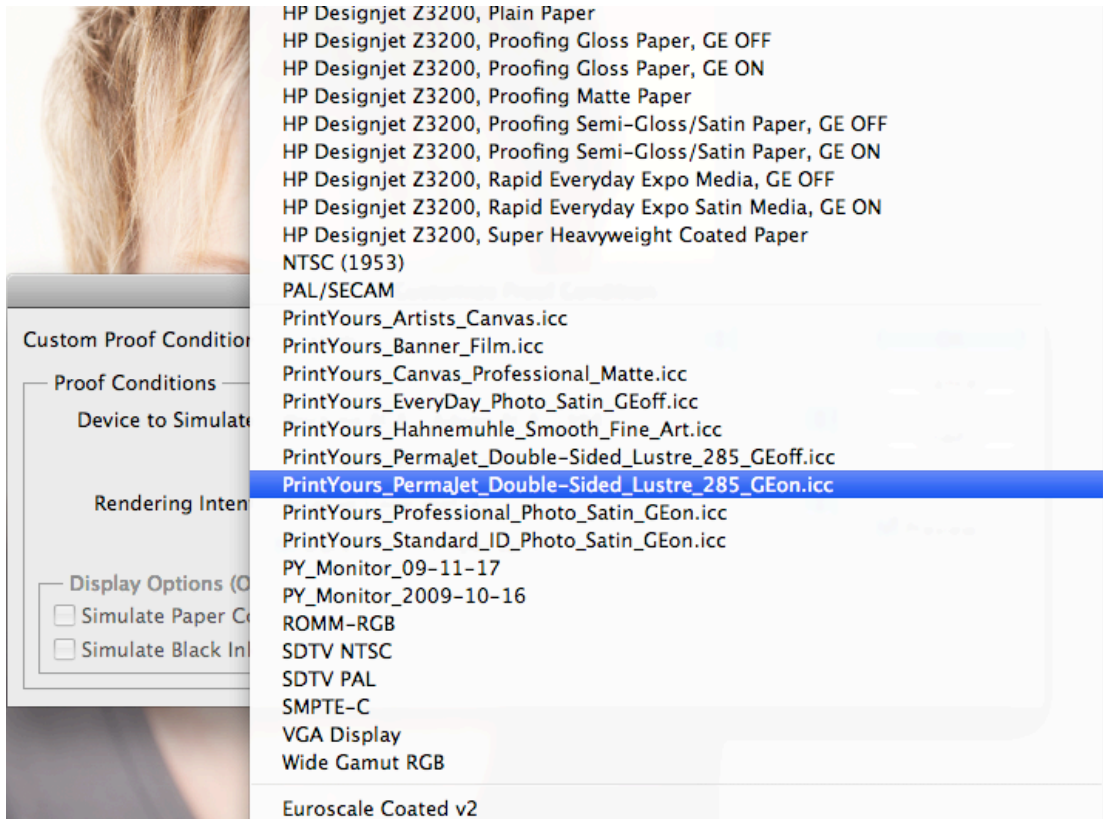 HP Designjet Z3200, Plain Paper
HP Designjet Z3200, Proofing Gloss Paper, GE OFF
HP Designjet Z3200, Proofing Gloss Paper, GE ON
HP Designjet Z3200, Proofing Matte Paper
HP Designjet Z3200, Proofing Semi-Gloss/Satin Paper, GE OFF
HP Designjet Z3200, Proofing Semi-Gloss/Satin Paper, GE ON
HP Designjet Z3200, Rapid Everyday Expo Media, GE OFF
HP Designjet Z3200, Rapid Everyday Expo Satin Media, GE ON
HP Designjet Z3200, Super Heavyweight Coated Paper
NTSC (1953)
PAL/SECAM
PrintYours_Artists_Canvas.icc
PrintYours_Banner_Film.icc
PrintYours_Canvas_Professional_Matte.icc
PrintYours_EveryDay_Photo_Satin_GEoff.icc
PrintYours_Hahnemuhle_Smooth_Fine_Art.icc
PrintYours_PermaJet_Double-Sided_Lustre_285_GEoff.icc
PrintYours_PermaJet_Double-Sided_Lustre_285_GEon.icc
PrintYours_Professional_Photo_Satin_GEon.icc
PrintYours_Standard_ID_Photo_Satin_GEon.icc
PY_Monitor_09-11-17
PY_Monitor_2009-10-16
ROMM-RGB
SDTV NTSC
SDTV PAL
SMPTE-C
VGA Display
Wide Gamut RGB
Euroscale Coated v2
Custom Proof Condition
Proof Conditions
Device to Simulate
Rendering Inten
Display Options (O
Simulate Paper Co
Simulate Black In